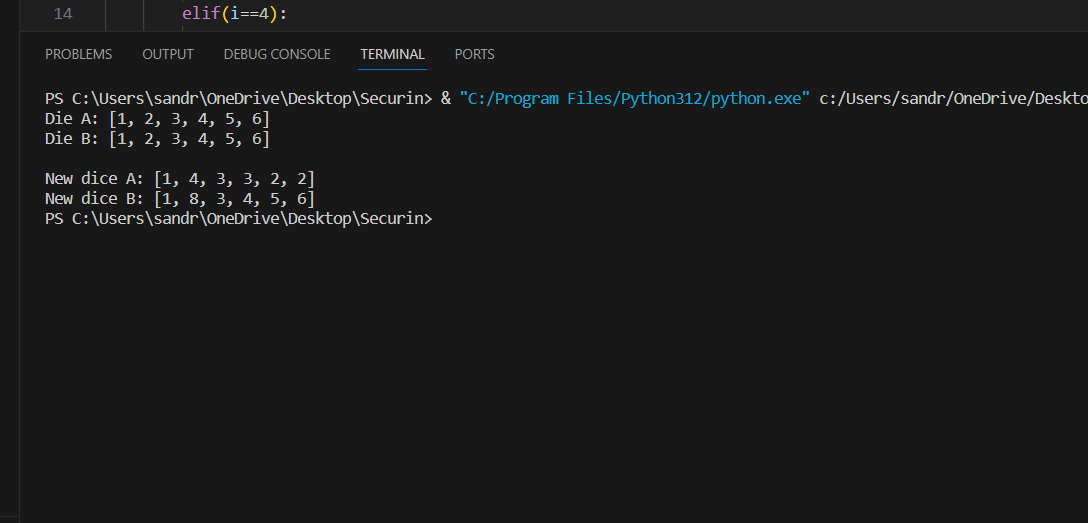 14 elif(i==4):
PROBLEMS OUTPUT DEBUG CONSOLE TERMINAL PORTS
PS C:\Users\sandr\OneDrive\Desktop\Securin> & "C:/Program Files/Python312/python.exe" c:/Users/sandr/OneDrive/Deskto
Die A: [1, 2, 3, 4, 5, 6]
Die B: [1, 2, 3, 4, 5, 6]
New dice A: [1, 4, 3, 3, 2, 2]
New dice B: [1, 8, 3, 4, 5, 6]
PS C:\Users\sandr\OneDrive\Desktop\Securin>